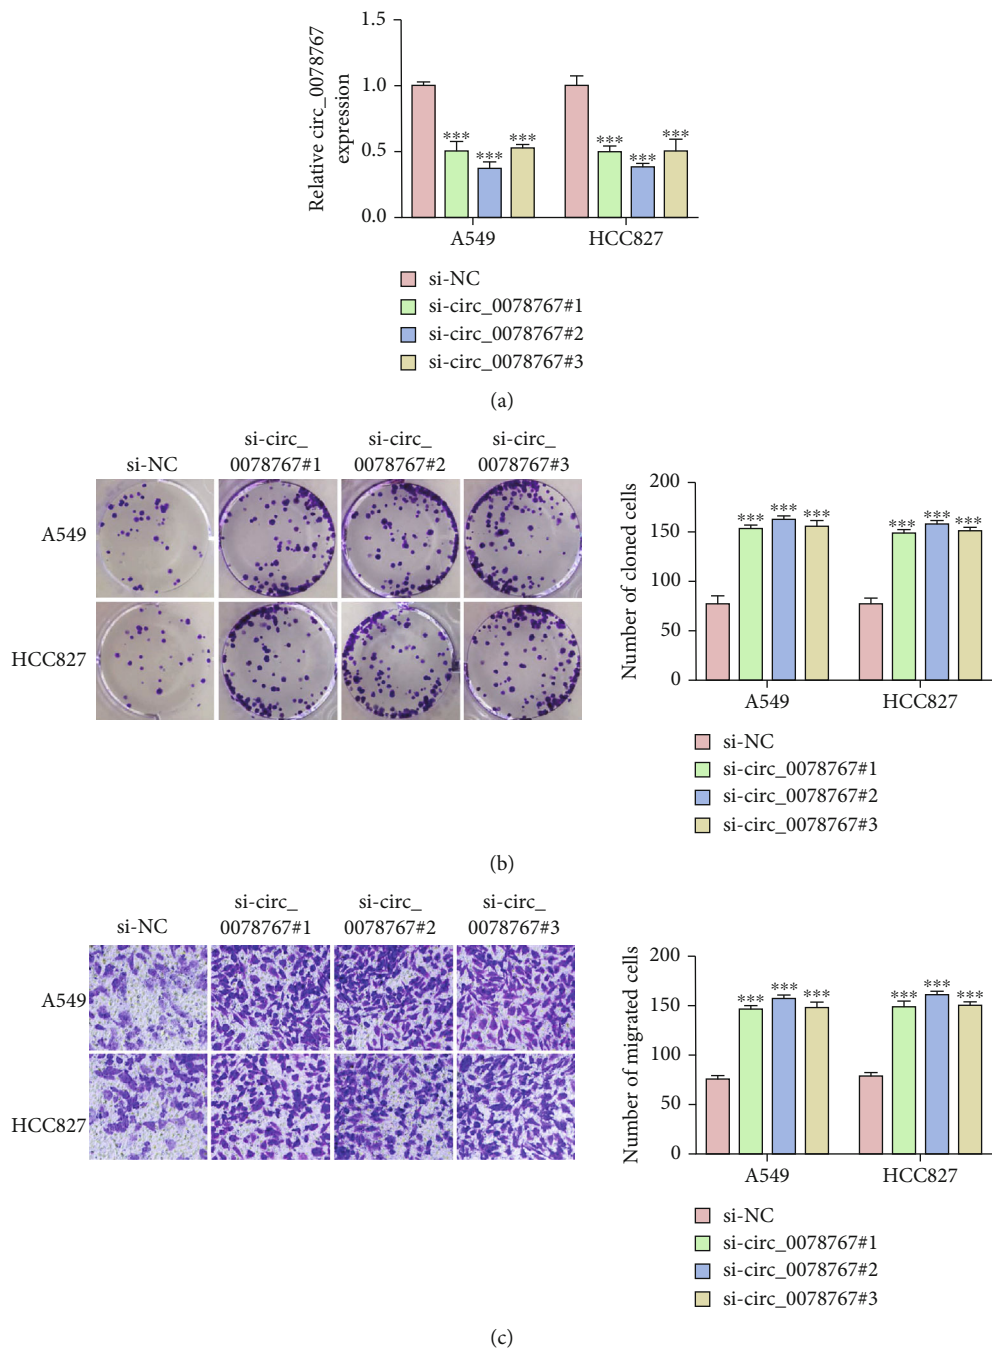 1.5
1.0
0.5
0.0
Relative circ_0078767
expression
*** *** ***
*** *** ***
A549 HCC827
si-NC
si-circ_0078767#1
si-circ_0078767#2
si-circ_0078767#3
(a)
si-NC
si-circ_
0078767#1
si-circ_
0078767#2
si-circ_
0078767#3
A549
HCC827
200
150
100
50
0
Number of cloned cells
*** *** ***
*** *** ***
A549 HCC827
si-NC
si-circ_0078767#1
si-circ_0078767#2
si-circ_0078767#3
(b)
si-NC
si-circ_
0078767#1
si-circ_
0078767#2
si-circ_
0078767#3
A549
HCC827
200
150
100
50
0
Number of migrated cells
*** *** ***
*** *** ***
A549 HCC827
si-NC
si-circ_0078767#1
si-circ_0078767#2
si-circ_0078767#3
(c)